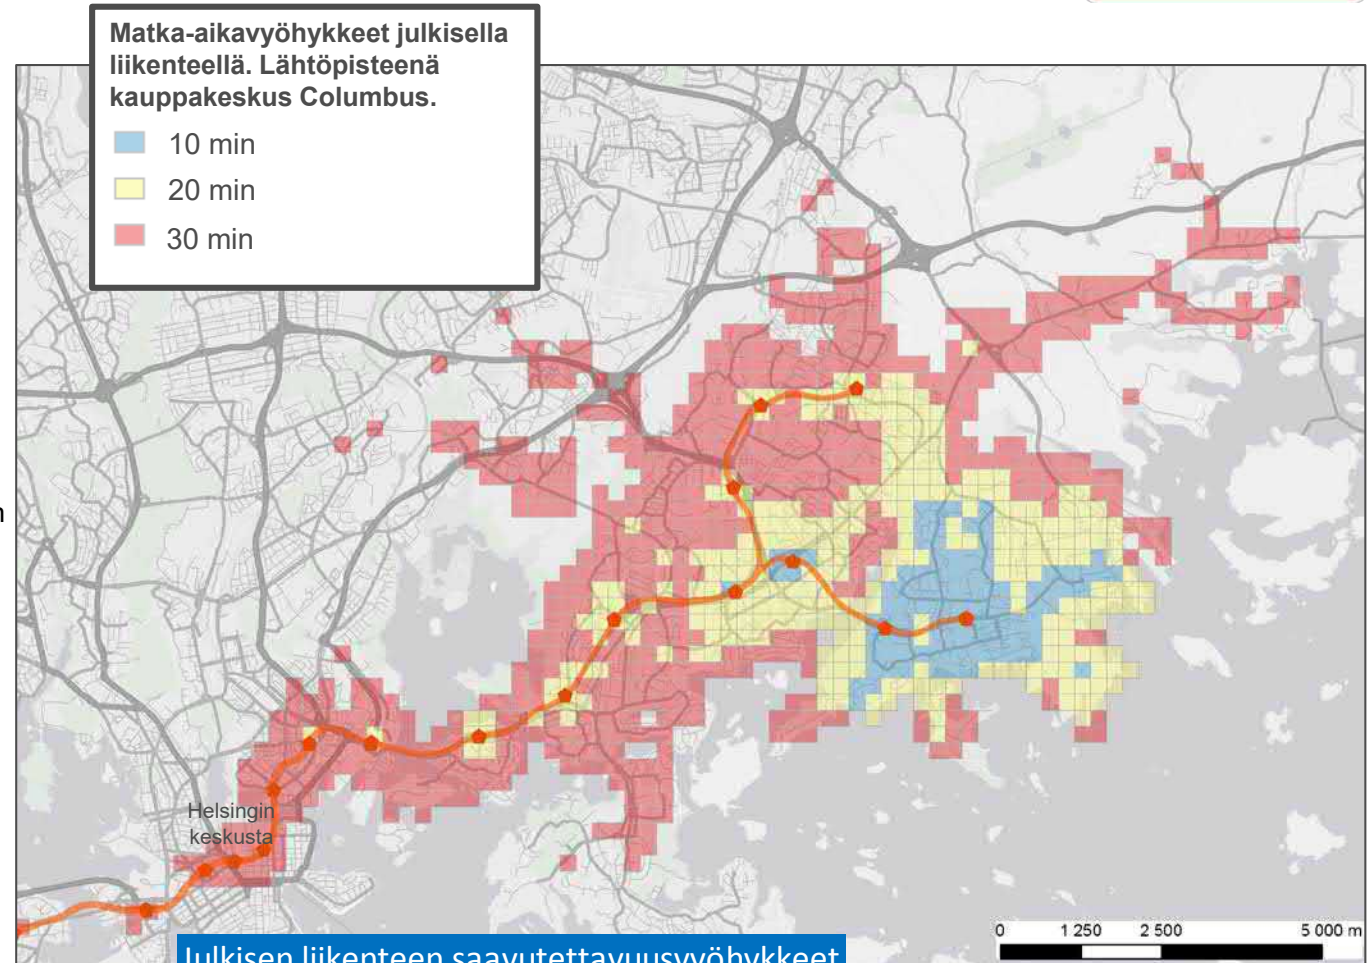 Matka-aikavyöhykkeet julkisella
liikenteellä. Lähtöpisteenä
kauppakeskus Columbus.
10 min
20 min
30 min
n
Helsingin
keskusta
0 1 250 2 500 5 000 m
Julkisen liikenteen saavutettavuusvyöhykkeet